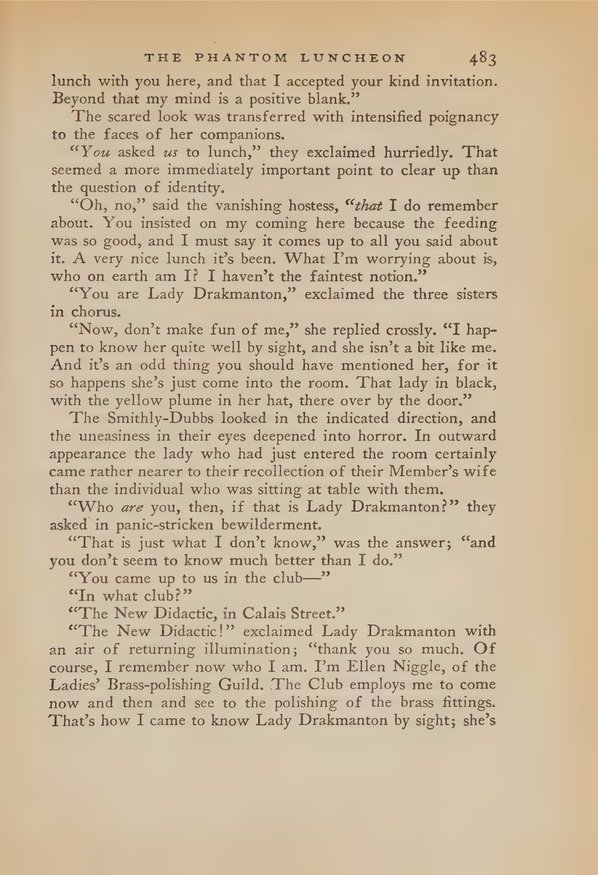 THE PHANTOM LUNCHEON 483
lunch with you here, and that I accepted your kind invitation.
Beyond that my mind is a positive blank.”
The scared look was transferred with intensified poignancy
to the faces of her companions.
“You asked us to lunch,” they exclaimed hurriedly. That
seemed a more immediately important point to clear up than
the question of identity.
“Oh, no,” said the vanishing hostess, “that I do remember
about. You insisted on my coming here because the feeding
was so good, and I must say it comes up to all you said about
it. A very nice lunch it’s been. What I’m worrying about is,
who on earth am I? I haven’t the faintest notion.”
“You are Lady Drakmanton,” exclaimed the three sisters
in chorus.
“Now, don’t make fun of me,” she replied crossly. “I hap-
pen to know her quite well by sight, and she isn’t a bit like me.
And it’s an odd thing you should have mentioned her, for it
so happens she’s just come into the room. That lady in black,
with the yellow plume in her hat, there over by the door.”
The Smithly-Dubbs looked in the indicated direction, and
the uneasiness in their eyes deepened into horror. In outward
appearance the lady who had just entered the room certainly
came rather nearer to their recollection of their Member’s wife
than the individual who was sitting at table with them.
“Who are you, then, if that is Lady Drakmanton?” they
asked in panic-stricken bewilderment.
“That is just what I don’t know,” was the answer; “and
you don’t seem to know much better than I do.”
“You came up to us in the club—”
“In what club?”
“The New Didactic, in Calais Street.”
“The New Didactic!” exclaimed Lady Drakmanton with
an air of returning illumination; “thank you so much. Of
course, I remember now who I am. I’m Ellen Niggle, of the
Ladies’ Brass-polishing Guild. The Club employs me to come
now and then and see to the polishing of the brass fittings.
That’s how I came to know Lady Drakmanton by sight; she’s